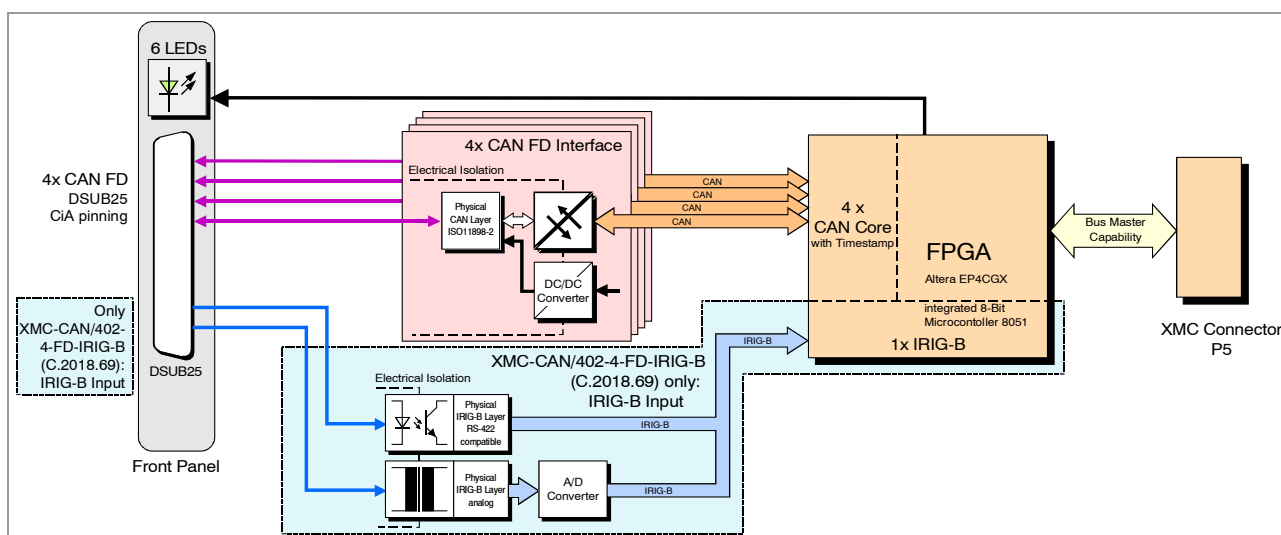 6 LEDs
4x CAN FD
DSUB25
CiA pinning
Only
XMC-CAN/402-
4-FD-IRIG-B
(C.2018.69):
IRIG-B Input
DSUB25
Front Panel
4x CAN FD Interface
Electrical Isolation
Physical
CAN Layer
ISO11898-2
DC/DC
Converter
CAN
CAN
CAN
CAN
4 x
CAN Core
with Timestamp
FPGA
Altera EP4CGX
integrated 8-Bit
Microcontoller 8051
1x IRIG-B
Bus Master
Capability
XMC Connector
P5
XMC-CAN/402-4-FD-IRIG-B
(C.2018.69) only:
IRIG-B Input
Electrical Isolation
Physical
IRIG-B Layer
RS-422
compatible
IRIG-B
IRIG-B
Physical
IRIG-B Layer
analog
A/D
Converter
IRIG-B